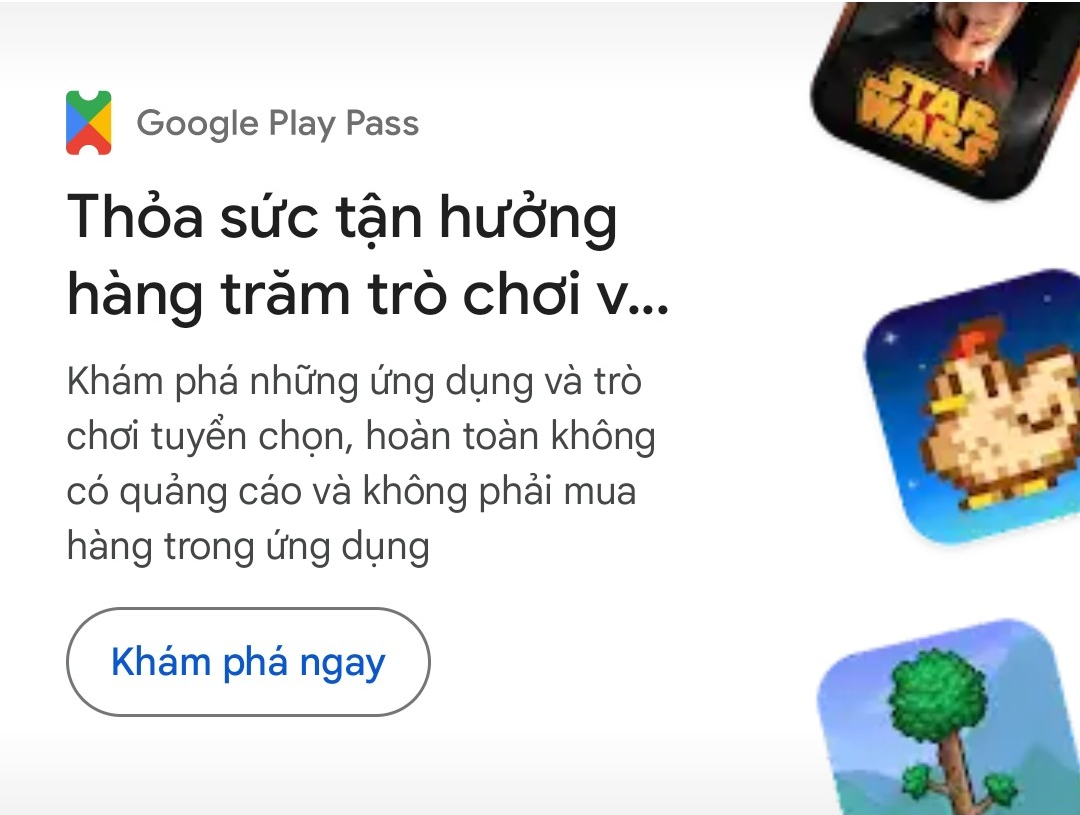 Google Play Pass
Thỏa sức tận hưởng
hàng trăm trò chơi v...
Khám phá những ứng dụng và trò
chơi tuyển chọn, hoàn toàn không
có quảng cáo và không phải mua
hàng trong ứng dụng
Khám phá ngay
STAR
WARS